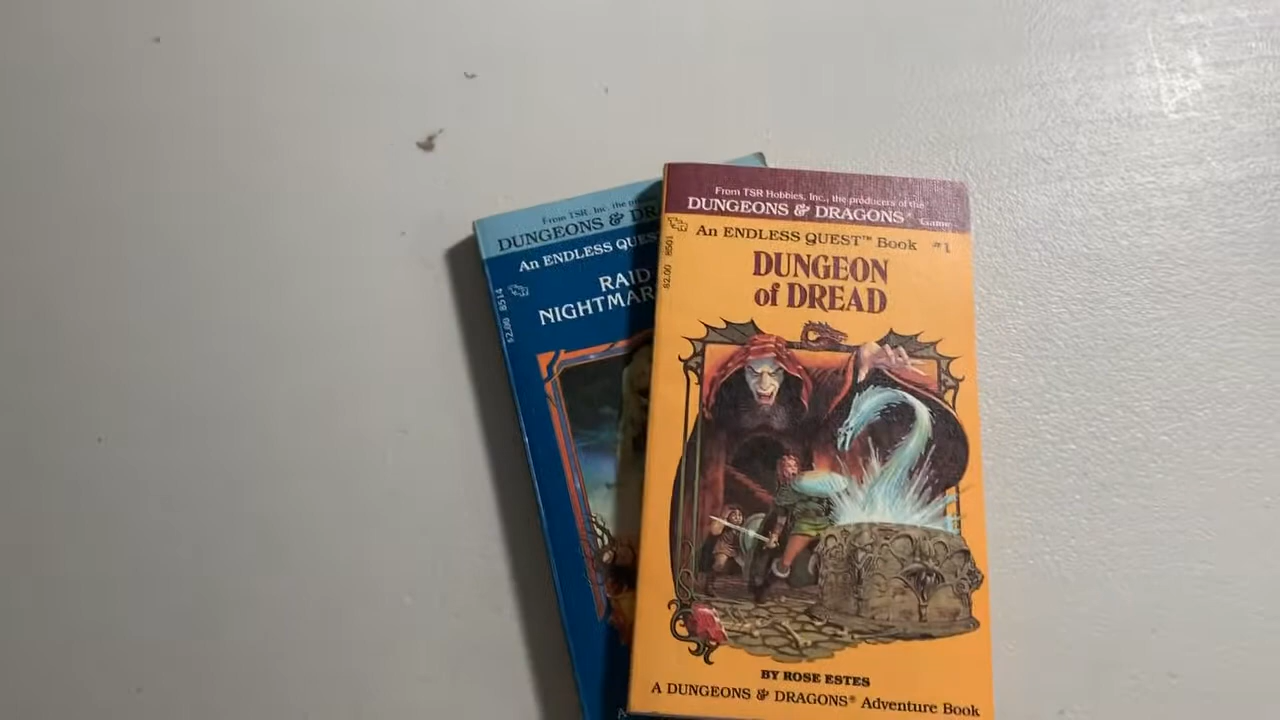 From TSR, Inc. the
DUNGEONS & DR
An ENDLESS QUES
RAID
NIGHTMAR
$2.00 8514
From TSR Hobbies, Inc., the producers of the
DUNGEONS & DRAGONS® Game
An ENDLESS QUEST™ Book #1
$2.00 8501
DUNGEON
of DREAD
BY ROSE ESTES
A DUNGEONS & DRAGONS® Adventure Book